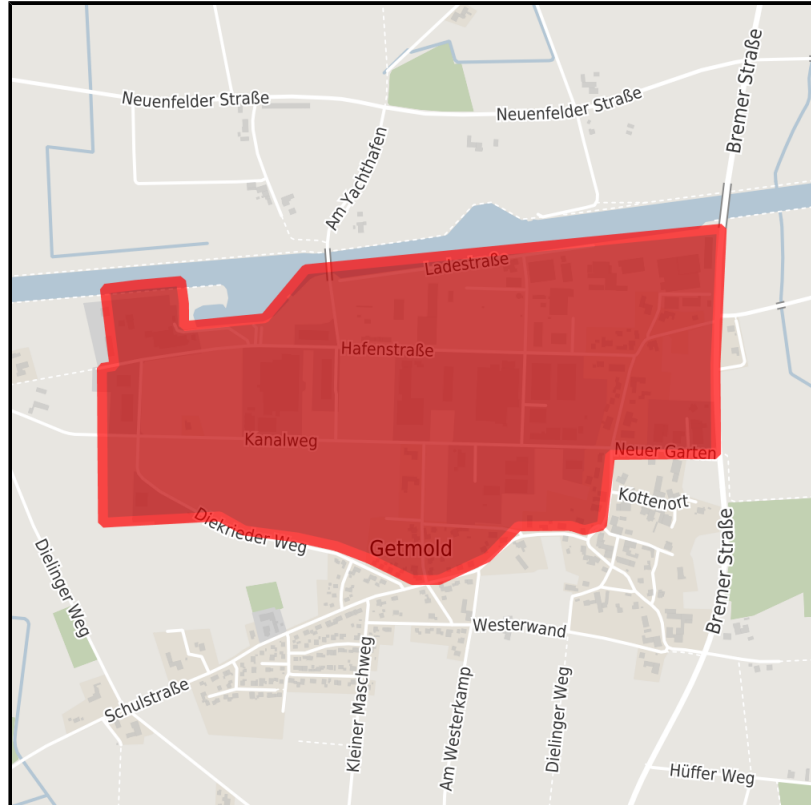 Bremer Straße
Neuenfelder Straße
Neuenfelder Straße
Am Yachthafen
Ladestraße
Hafenstraße
Kanalweg
Neuer Garten
Kottenort
Diekrieder Weg
Getmold
Bremer Straße
Dielinger Weg
Westerwand
Schulstraße
Kleiner Maschweg
Am Westerkamp
Dielinger Weg
Hüffer Weg